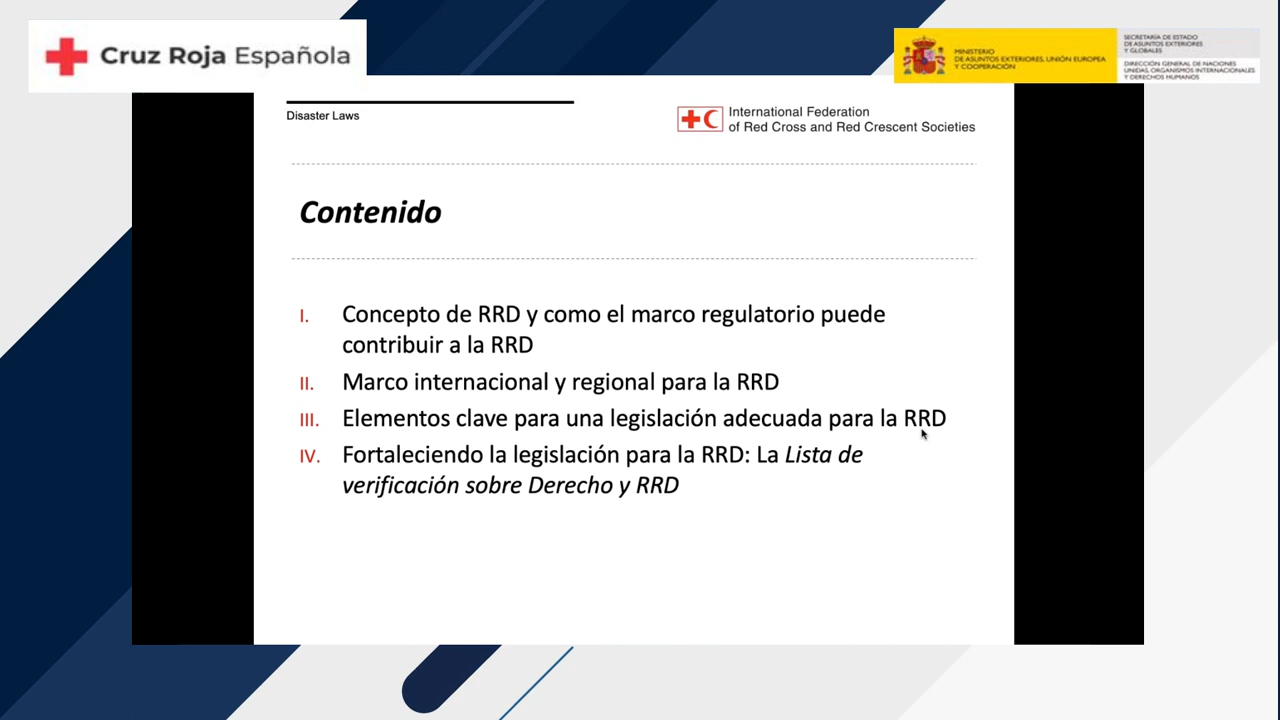 Cruz Roja Española
MINISTERIO
DE ASUNTOS EXTERIORES, UNIÓN EUROPEA
Y COOPERACIÓN
SECRETARÍA DE ESTADO
DE ASUNTOS EXTERIORES
Y GLOBALES
DIRECCIÓN GENERAL DE NACIONES
UNIDAS, ORGANISMOS INTERNACIONALES
Y DERECHOS HUMANOS
Disaster Laws
International Federation
of Red Cross and Red Crescent Societies
Contenido
I. Concepto de RRD y como el marco regulatorio puede
contribuir a la RRD
II. Marco internacional y regional para la RRD
III. Elementos clave para una legislación adecuada para la RRD
IV. Fortaleciendo la legislación para la RRD: La Lista de
verificación sobre Derecho y RRD